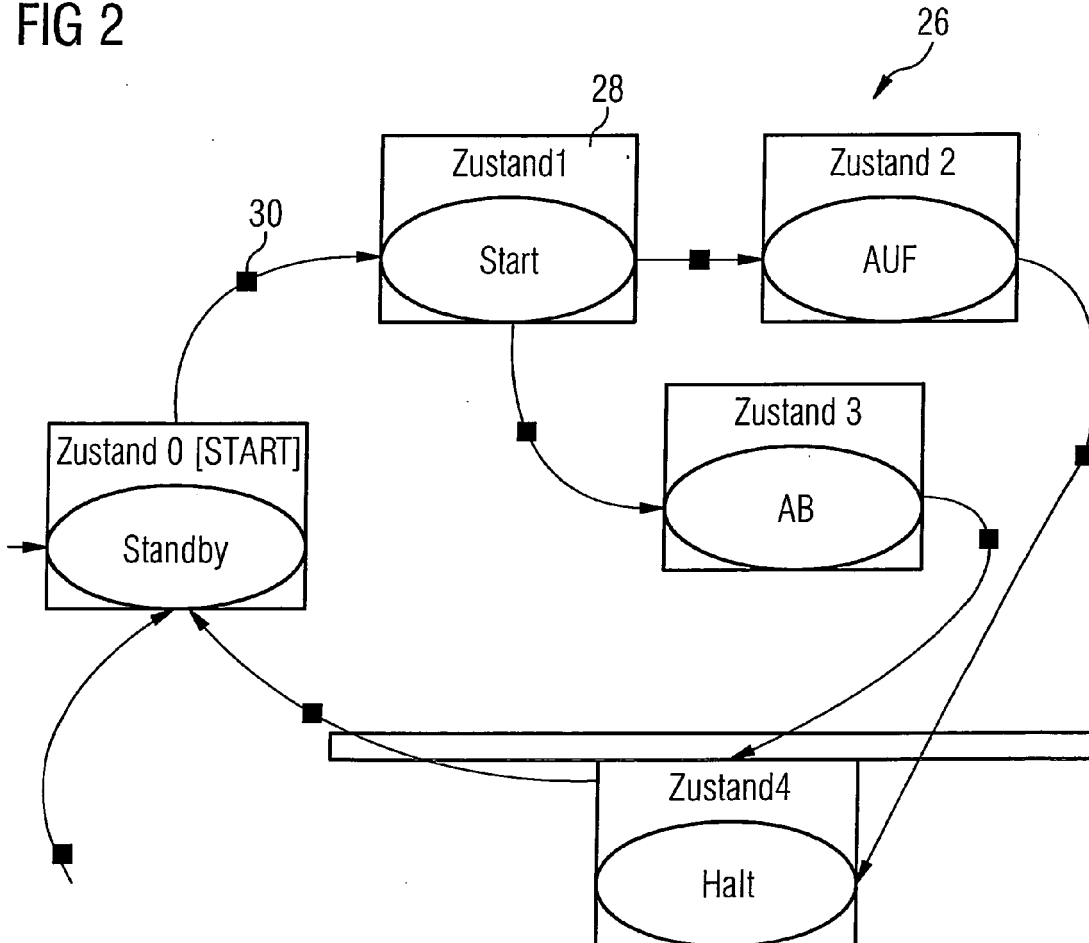 FIG 2
26
28
Zustand1
Start
Zustand 2
AUF
30
Zustand 3
AB
Zustand 0 [START]
Standby
Zustand4
Halt